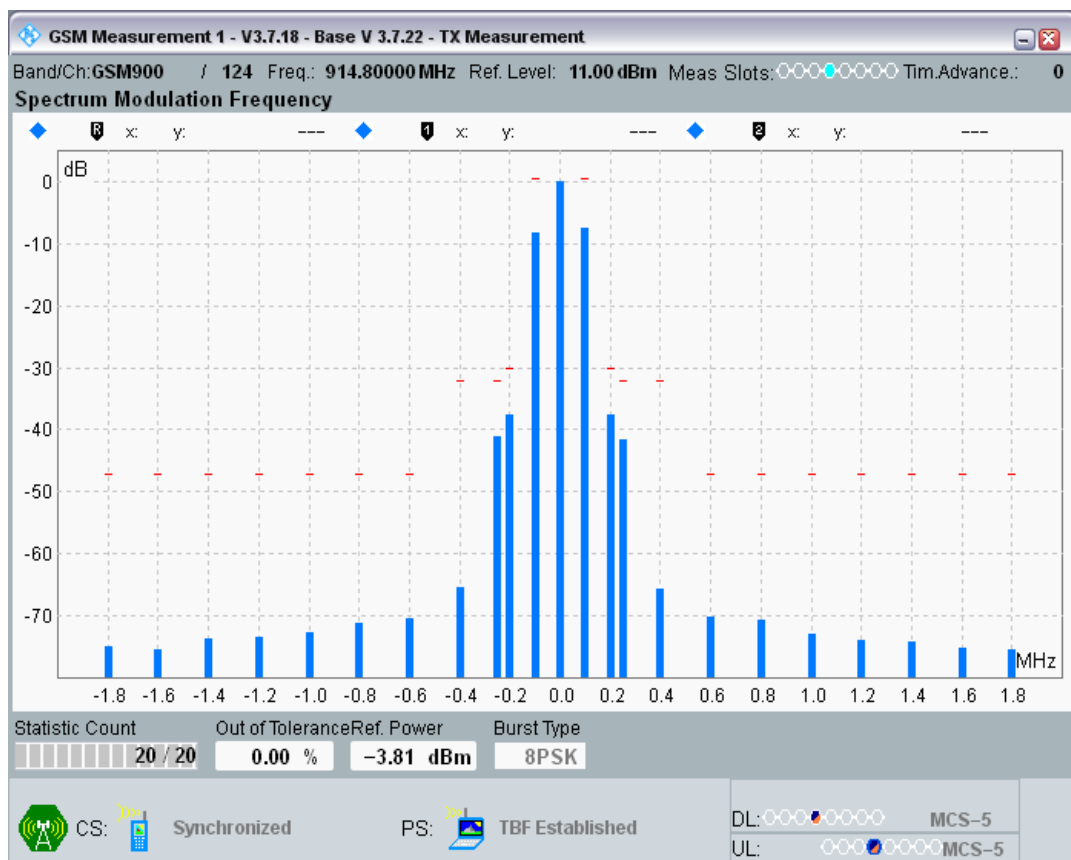 GSM Measurement 1 - V3.7.18 - Base V 3.7.22 - TX Measurement
Band/Ch:GSM900 / 124 Freq.: 914.80000 MHz Ref. Level: 11.00 dBm Meas Slots: Tim.Advance.: 0
Spectrum Modulation Frequency
R x: y: --- 1 x: y: --- 2 x: y: ---
dB
0
-10
-20
-30
-40
-50
-60
-70
MHz
-1.8 -1.6 -1.4 -1.2 -1.0 -0.8 -0.6 -0.4 -0.2 0.0 0.2 0.4 0.6 0.8 1.0 1.2 1.4 1.6 1.8
Statistic Count Out of Tolerance Ref. Power Burst Type
20 / 20 0.00 % −3.81 dBm 8PSK
CS: Synchronized PS: TBF Established
DL: MCS−5
UL: MCS−5